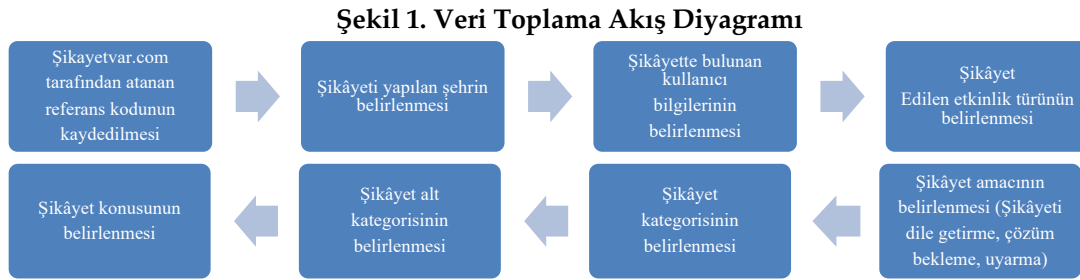 Şekil 1. Veri Toplama Akış Diyagramı
Şikayetvar.com
tarafından atanan
referans kodunun
kaydedilmesi
Şikâyeti yapılan şehrin
belirlenmesi
Şikâyette bulunan
kullanıcı
bilgilerinin
belirlenmesi
Şikâyet
Edilen etkinlik türünün
belirlenmesi
Şikâyet amacının
belirlenmesi (Şikâyeti
dile getirme, çözüm
bekleme, uyarma)
Şikâyet
kategorisinin
belirlenmesi
Şikâyet alt
kategorisinin
belirlenmesi
Şikâyet konusunun
belirlenmesi